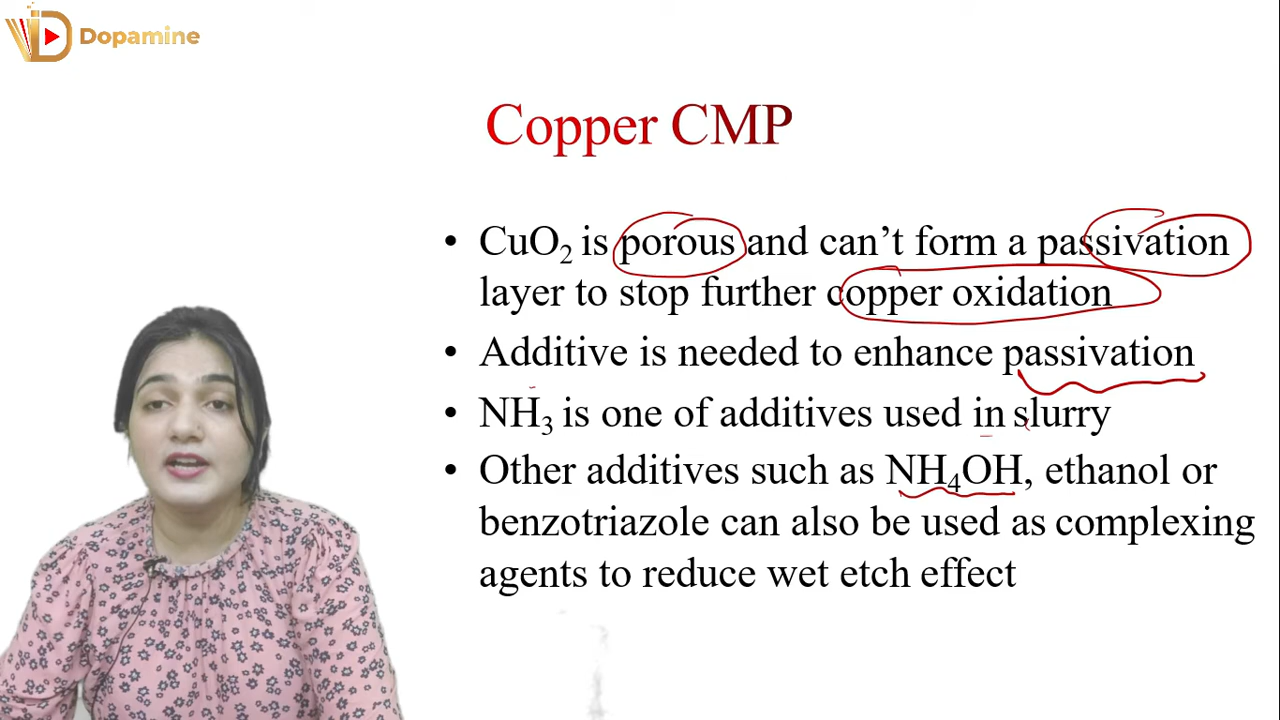 Dopamine
Copper CMP
• CuO₂ is porous and can’t form a passivation
layer to stop further copper oxidation
• Additive is needed to enhance passivation
• NH₃ is one of additives used in slurry
• Other additives such as NH₄OH, ethanol or
benzotriazole can also be used as complexing
agents to reduce wet etch effect